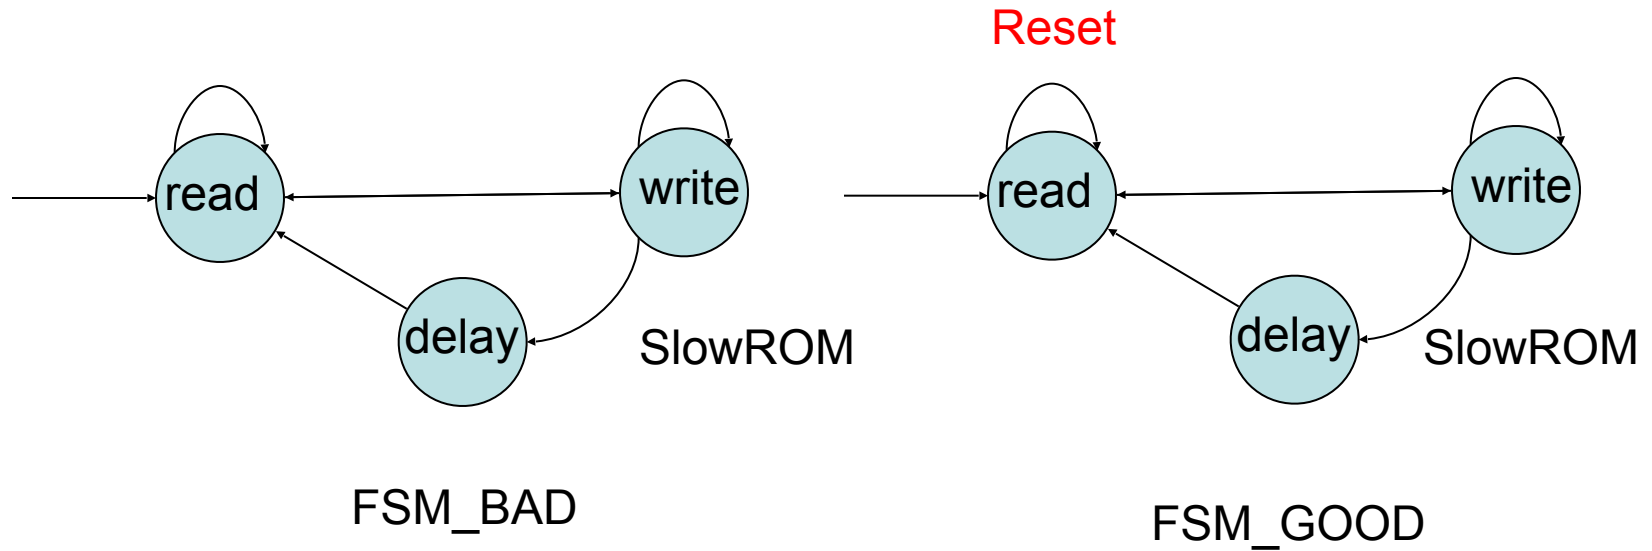 read
write
delay
SlowROM
FSM_BAD
Reset
read
write
delay
SlowROM
FSM_GOOD